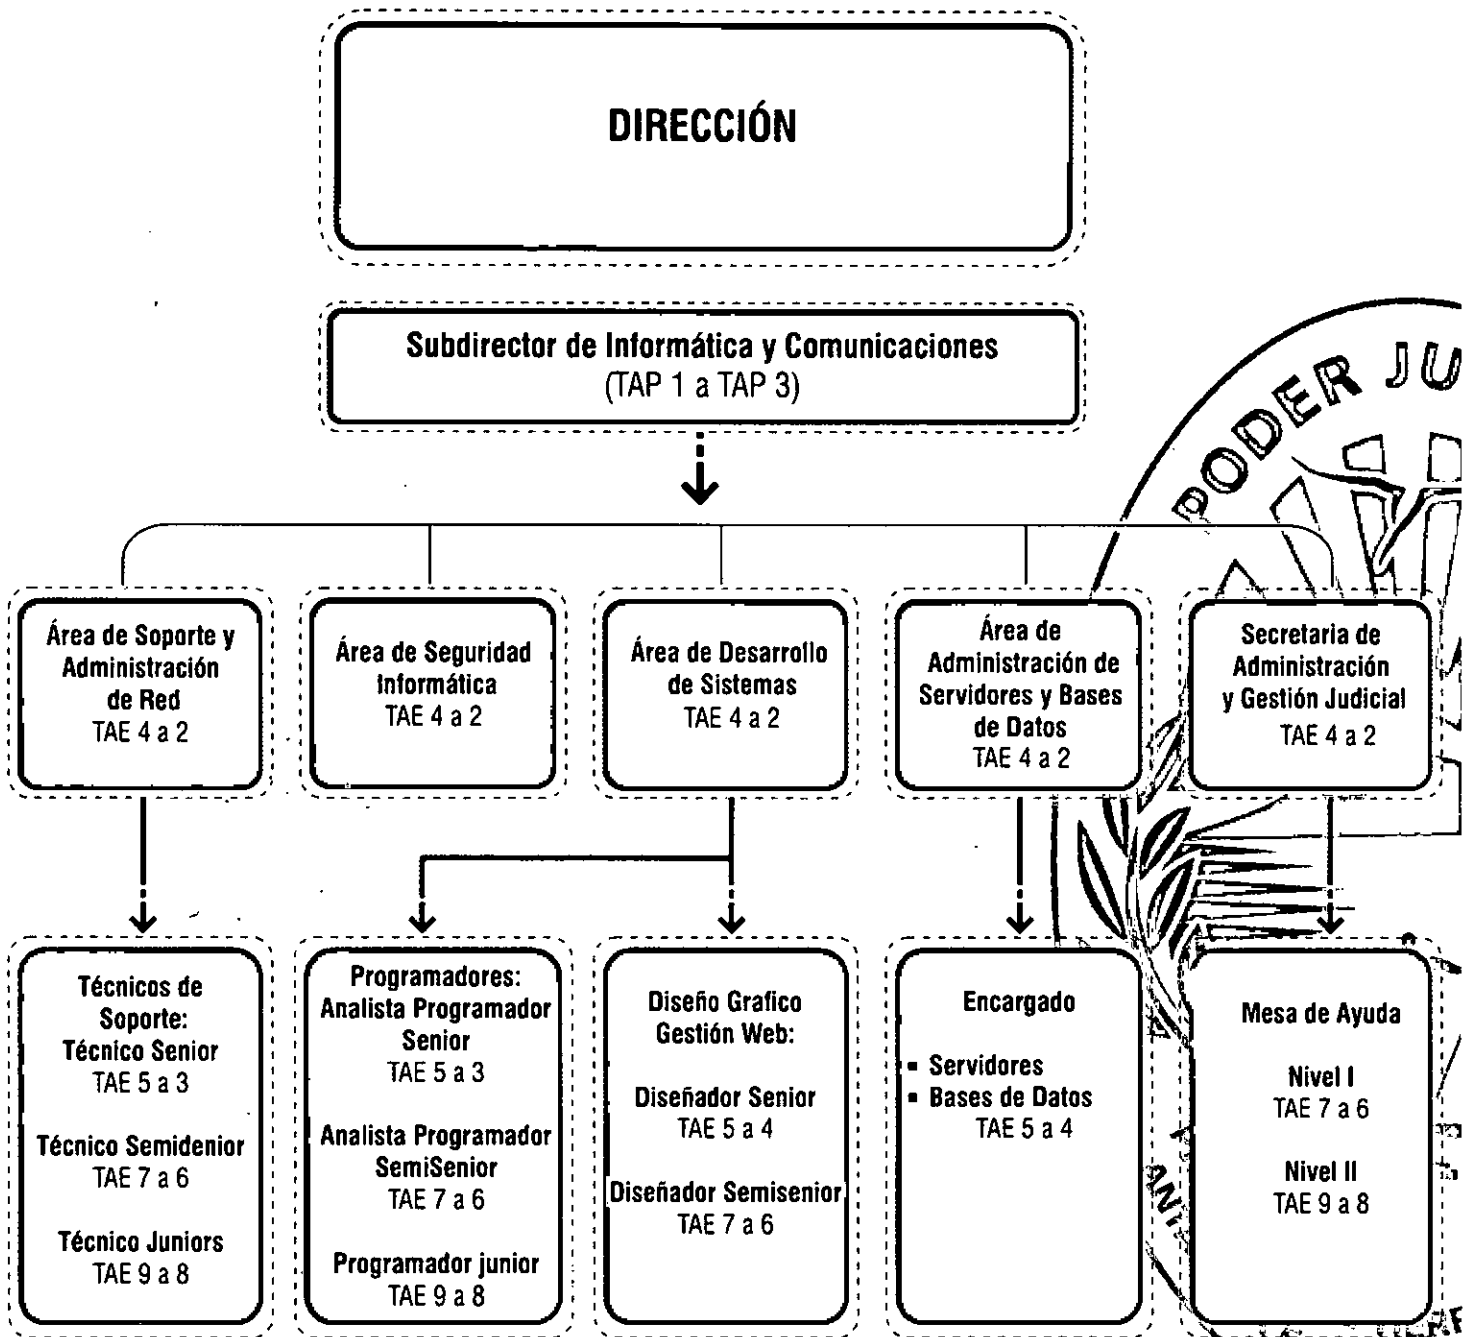 DIRECCIÓN
Subdirector de Informática y Comunicaciones
(TAP 1 a TAP 3)
PODER JU
Área de Soporte y
Administración
de Red
TAE 4 a 2
Área de Seguridad
Informática
TAE 4 a 2
Área de Desarrollo
de Sistemas
TAE 4 a 2
Área de
Administración de
Servidores y Bases
de Datos
TAE 4 a 2
Secretaria de
Administración
y Gestión Judicial
TAE 4 a 2
Técnicos de
Soporte:
Técnico Senior
TAE 5 a 3
Técnico Semidenior
TAE 7 a 6
Técnico Juniors
TAE 9 a 8
Programadores:
Analista Programador
Senior
TAE 5 a 3
Analista Programador
SemiSenior
TAE 7 a 6
Programador junior
TAE 9 a 8
Diseño Grafico
Gestión Web:
Diseñador Senior
TAE 5 a 4
Diseñador Semisenior
TAE 7 a 6
Encargado
▪ Servidores
▪ Bases de Datos
TAE 5 a 4
Mesa de Ayuda
Nivel I
TAE 7 a 6
Nivel II
TAE 9 a 8